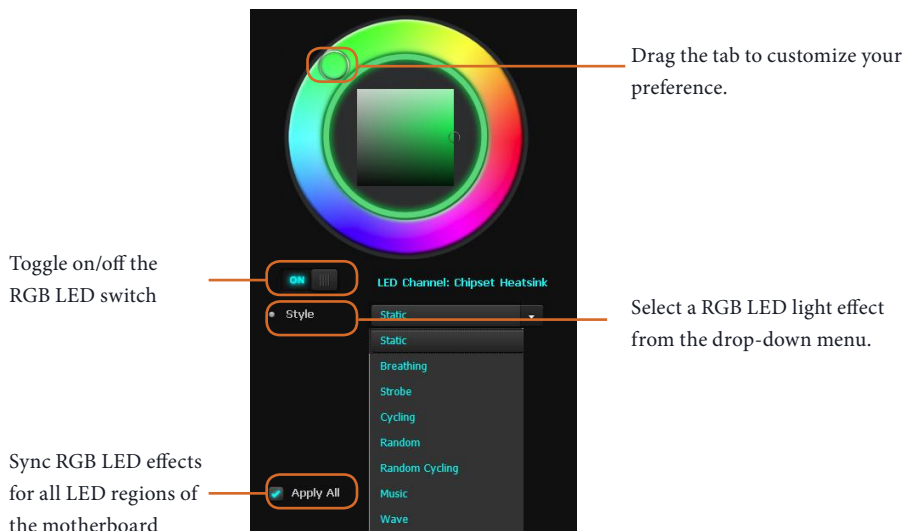 Drag the tab to customize your
preference.
Toggle on/off the
RGB LED switch
ON
LED Channel: Chipset Heatsink
Style
Static
Select a RGB LED light effect
from the drop-down menu.
Static
Breathing
Strobe
Cycling
Random
Random Cycling
Music
Wave
Sync RGB LED effects
for all LED regions of
the motherboard
Apply All